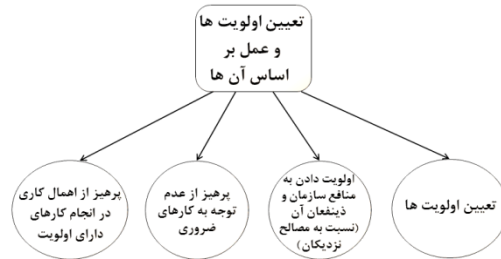 تعیین اولویت ها
و عمل بر
اساس آن ها
تعیین اولویت ها
اولویت دادن به
منافع سازمان و
ذینفعان آن
(نسبت به مصالح
نزدیکان)
پرهیز از عدم
توجه به کارهای
ضروری
پرهیز از اهمال کاری
در انجام کارهای
دارای اولویت